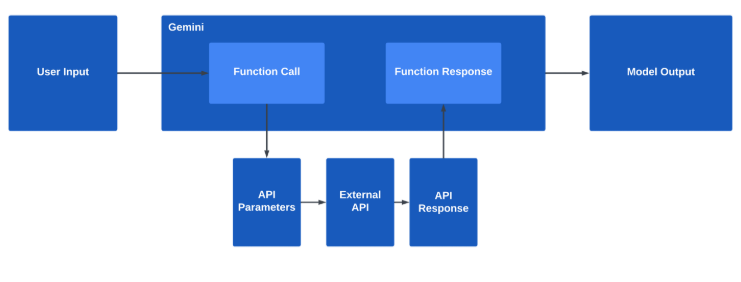 Gemini
User Input
Function Call
Function Response
Model Output
API
Parameters
External
API
API
Response